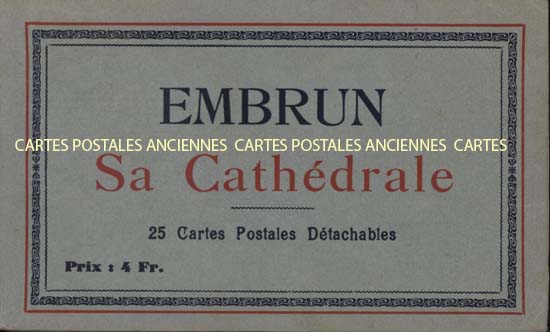 EMBRUN
CARTES POSTALES ANCIENNES CARTES POSTALES ANCIENNES CARTES
Sa Cathédrale
25 Cartes Postales Détachables
Prix : 4 Fr.